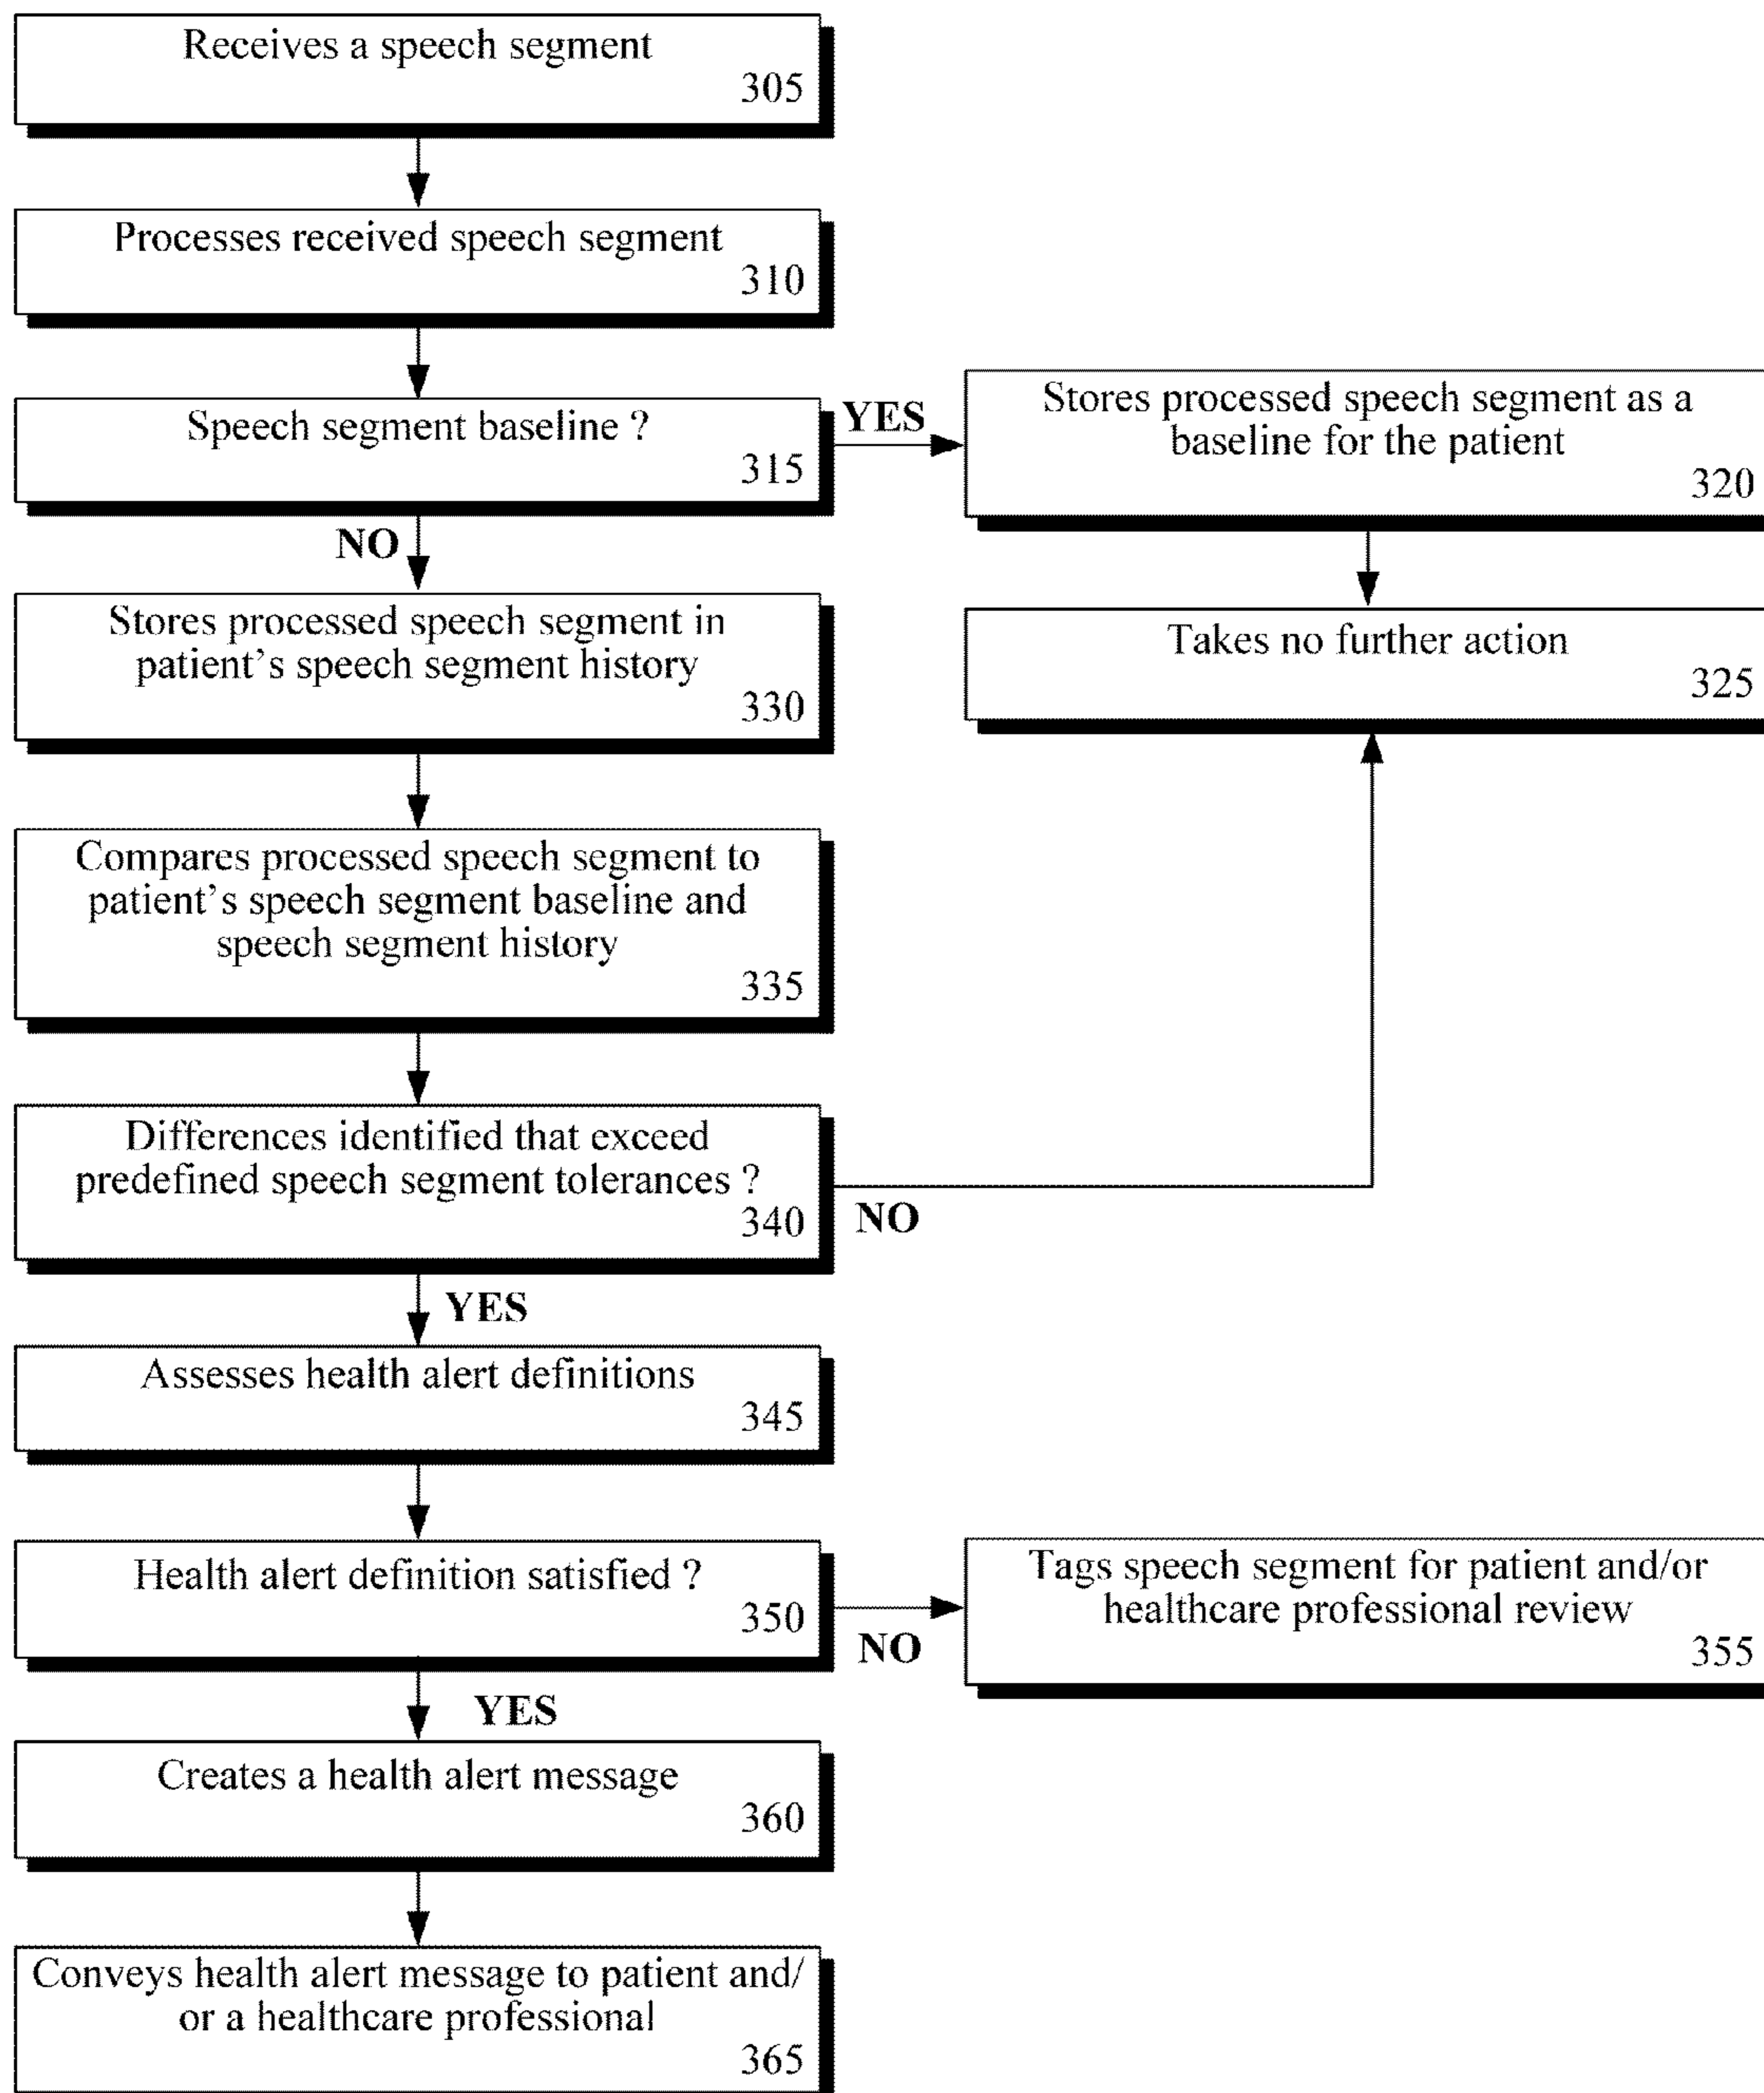 Receives a speech segment
305
Processes received speech segment
310
Speech segment baseline ?
315
YES
Stores processed speech segment as a
baseline for the patient
320
NO
Takes no further action
325
Stores processed speech segment in
patient's speech segment history
330
Compares processed speech segment to
patient's speech segment baseline and
speech segment history
335
Differences identified that exceed
predefined speech segment tolerances ?
340
NO
YES
Assesses health alert definitions
345
Health alert definition satisfied ?
350
NO
Tags speech segment for patient and/or
healthcare professional review
355
YES
Creates a health alert message
360
Conveys health alert message to patient and/
or a healthcare professional
365